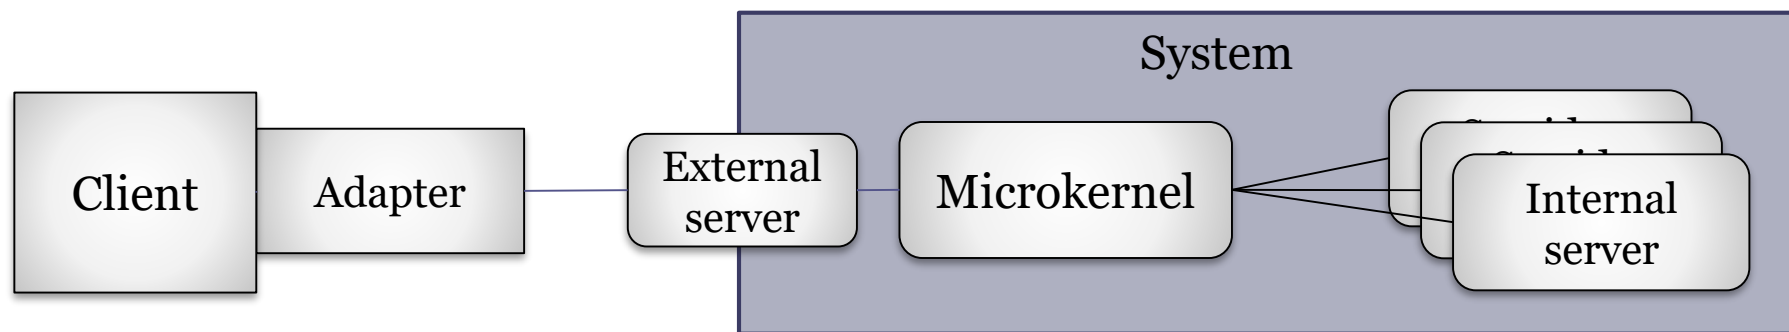 System
Client
Adapter
External
server
Microkernel
Internal
server